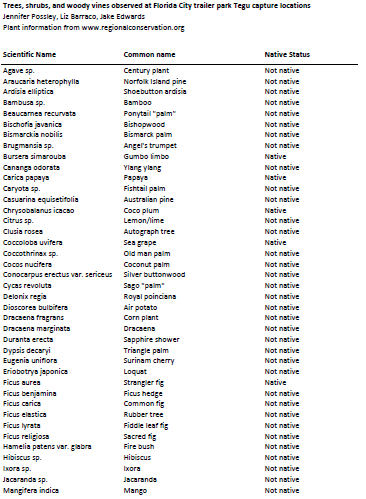 Trees, shrubs, and woody vines observed at Florida City trailer park Tegu capture locations
Jennifer Possley, Liz Barraco, Jake Edwards
Plant information from www.regionalconservation.org
Scientific Name Common name Native Status
Agave sp. Century plant Not native
Araucaria heterophylla Norfolk Island pine Not native
Ardisia elliptica Shoebutton ardisia Not native
Bambusa sp. Bamboo Not native
Beaucarnea recurvata Ponytail "palm" Not native
Bischofia javanica Bishopwood Not native
Bismarckia nobilis Bismarck palm Not native
Brugmansia sp. Angel's trumpet Not native
Bursera simarouba Gumbo limbo Native
Cananga odorata Ylang ylang Not native
Carica papaya Papaya Native
Caryota sp. Fishtail palm Not native
Casuarina equisetifolia Australian pine Not native
Chrysobalanus icacao Coco plum Native
Citrus sp. Lemon/lime Not native
Clusia rosea Autograph tree Not native
Coccoloba uvifera Sea grape Native
Coccothrinax sp. Old man palm Not native
Cocos nucifera Coconut palm Not native
Conocarpus erectus var. sericeus Silver buttonwood Not native
Cycas revoluta Sago "palm" Not native
Delonix regia Royal poinciana Not native
Dioscorea bulbifera Air potato Not native
Dracaena fragrans Corn plant Not native
Dracaena marginata Dracaena Not native
Duranta erecta Sapphire shower Not native
Dypsis decaryi Triangle palm Not native
Eugenia uniflora Surinam cherry Not native
Eriobotrya japonica Loquat Not native
Ficus aurea Strangler fig Native
Ficus benjamina Ficus hedge Not native
Ficus carica Common fig Not native
Ficus elastica Rubber tree Not native
Ficus lyrata Fiddle leaf fig Not native
Ficus religiosa Sacred fig Not native
Hamelia patens var. glabra Fire bush Not native
Hibiscus sp. Hibiscus Not native
Ixora sp. Ixora Not native
Jacaranda sp. Jacaranda Not native
Mangifera indica Mango Not native